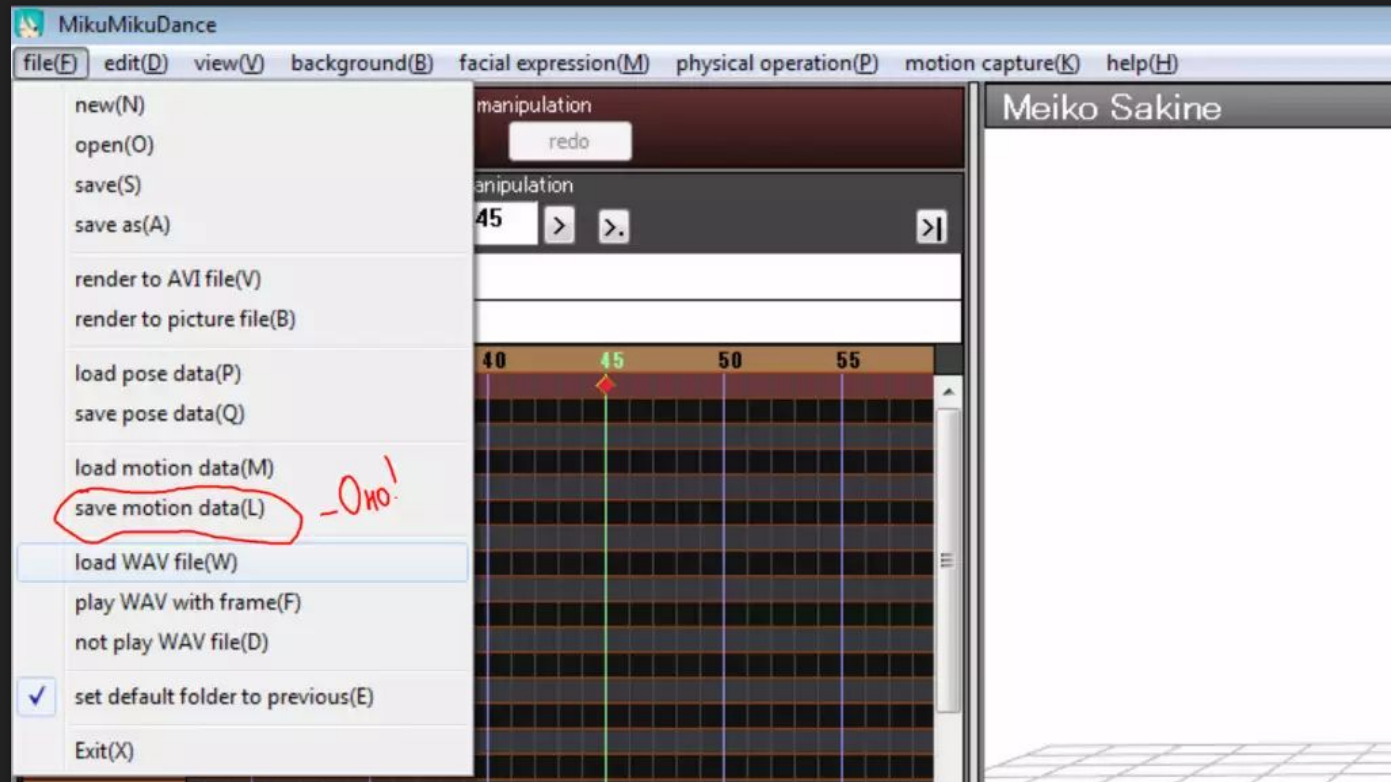 MikuMikuDance
file(F) edit(D) view(V) background(B) facial expression(M) physical operation(P) motion capture(K) help(H)
new(N)
open(O)
save(S)
save as(A)
render to AVI file(V)
render to picture file(B)
load pose data(P)
save pose data(Q)
load motion data(M)
save motion data(L)
-Оно!
load WAV file(W)
play WAV with frame(F)
not play WAV file(D)
set default folder to previous(E)
Exit(X)
manipulation
redo
anipulation
45 > >. >|
40 45 50 55
Meiko Sakine